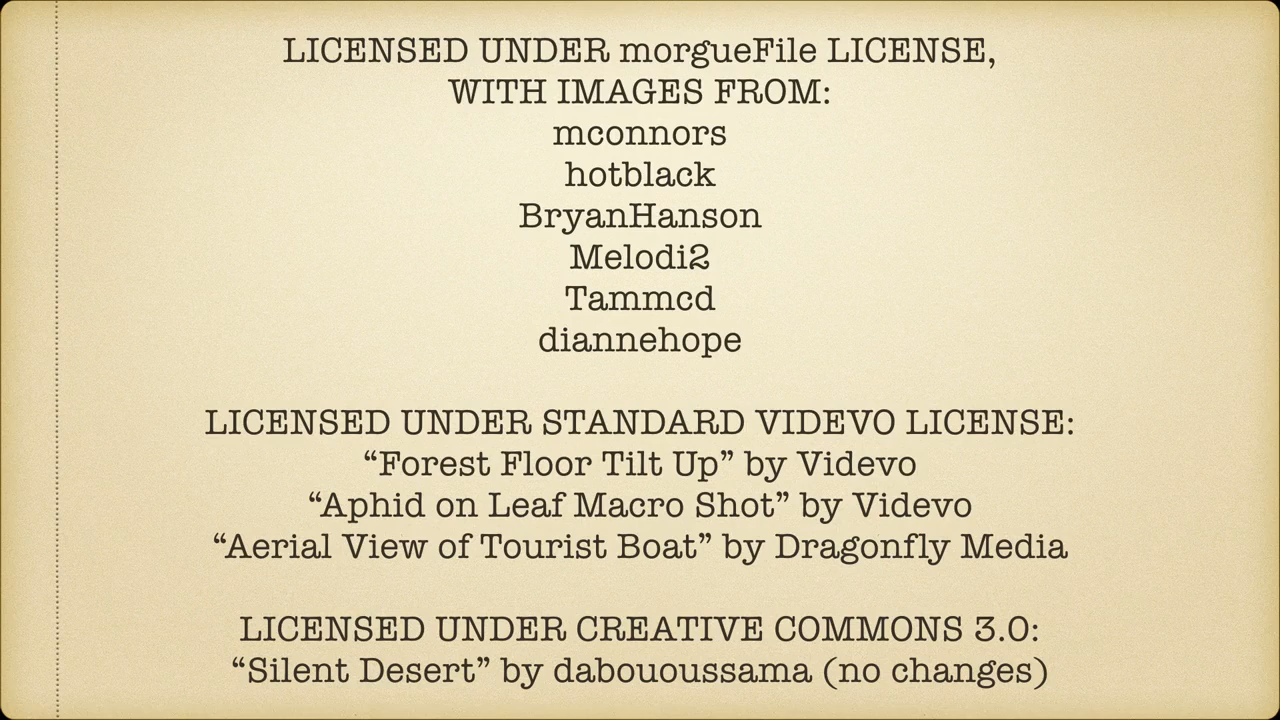 LICENSED UNDER morgueFile LICENSE,
WITH IMAGES FROM:
mconnors
hotblack
BryanHanson
Melodi2
Tammcd
diannehope
LICENSED UNDER STANDARD VIDEVO LICENSE:
“Forest Floor Tilt Up” by Videvo
“Aphid on Leaf Macro Shot” by Videvo
“Aerial View of Tourist Boat” by Dragonfly Media
LICENSED UNDER CREATIVE COMMONS 3.0:
“Silent Desert” by dabououssama (no changes)